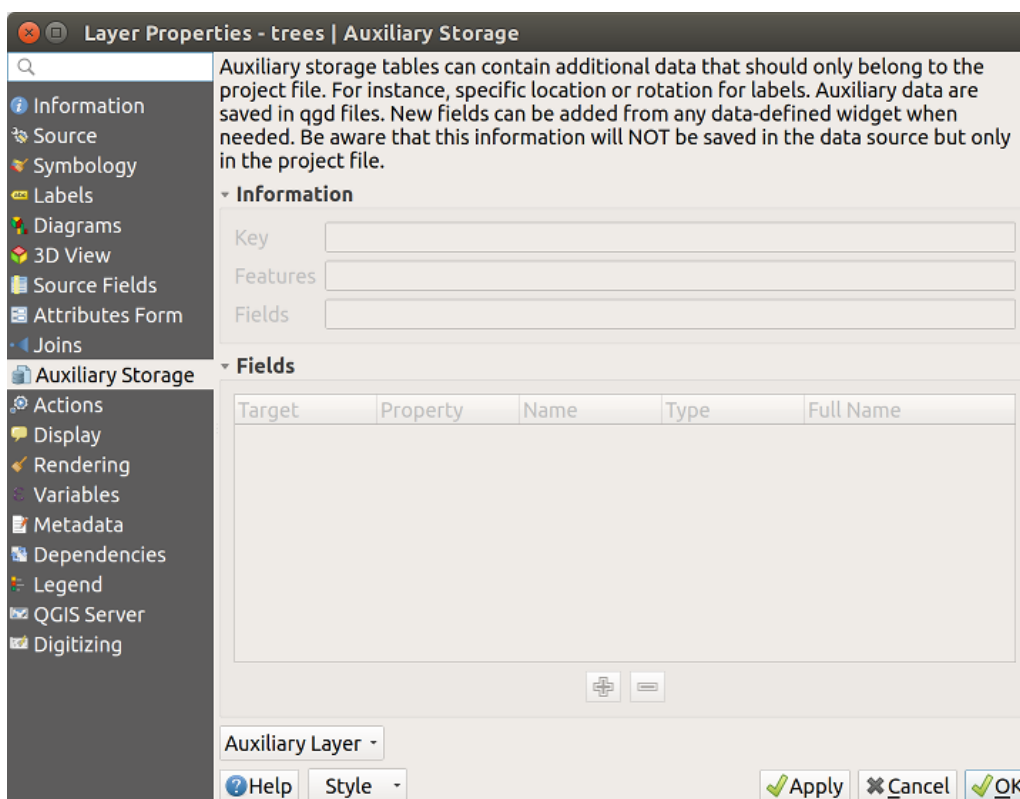 Layer Properties - trees | Auxiliary Storage
Auxiliary storage tables can contain additional data that should only belong to the
project file. For instance, specific location or rotation for labels. Auxiliary data are
saved in qgd files. New fields can be added from any data-defined widget when
needed. Be aware that this information will NOT be saved in the data source but only
in the project file.
Information
Source
Symbology
Labels
Diagrams
3D View
Source Fields
Attributes Form
Joins
Auxiliary Storage
Actions
Display
Rendering
Variables
Metadata
Dependencies
Legend
QGIS Server
Digitizing
Information
Key
Features
Fields
Fields
Target Property Name Type Full Name
Auxiliary Layer
Help Style Apply Cancel OK